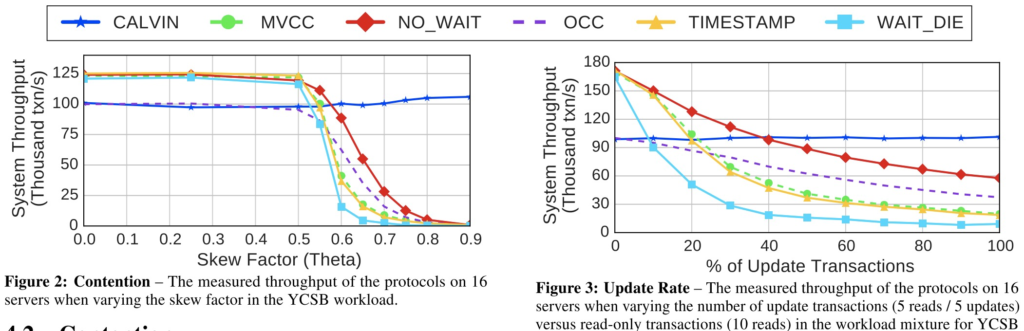 CALVIN MVCC NO_WAIT OCC TIMESTAMP WAIT_DIE
System Throughput
(Thousand txn/s)
125
100
75
50
25
0
0.0 0.1 0.2 0.3 0.4 0.5 0.6 0.7 0.8 0.9
Skew Factor (Theta)
Figure 2: Contention – The measured throughput of the protocols on 16
servers when varying the skew factor in the YCSB workload.
System Throughput
(Thousand txn/s)
180
150
120
90
60
30
0
0 20 40 60 80 100
% of Update Transactions
Figure 3: Update Rate – The measured throughput of the protocols on 16
servers when varying the number of update transactions (5 reads / 5 updates)
versus read-only transactions (10 reads) in the workload mixture for YCSB